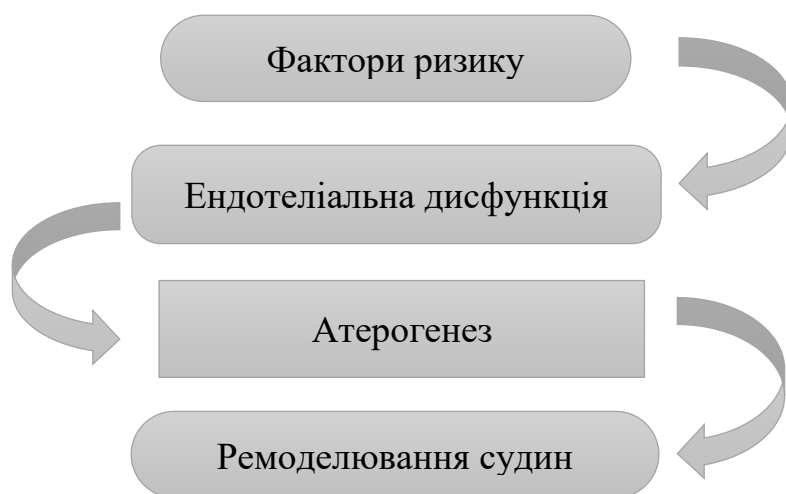 Фактори ризику
Ендотеліальна дисфункція
Атерогенез
Ремоделювання судин